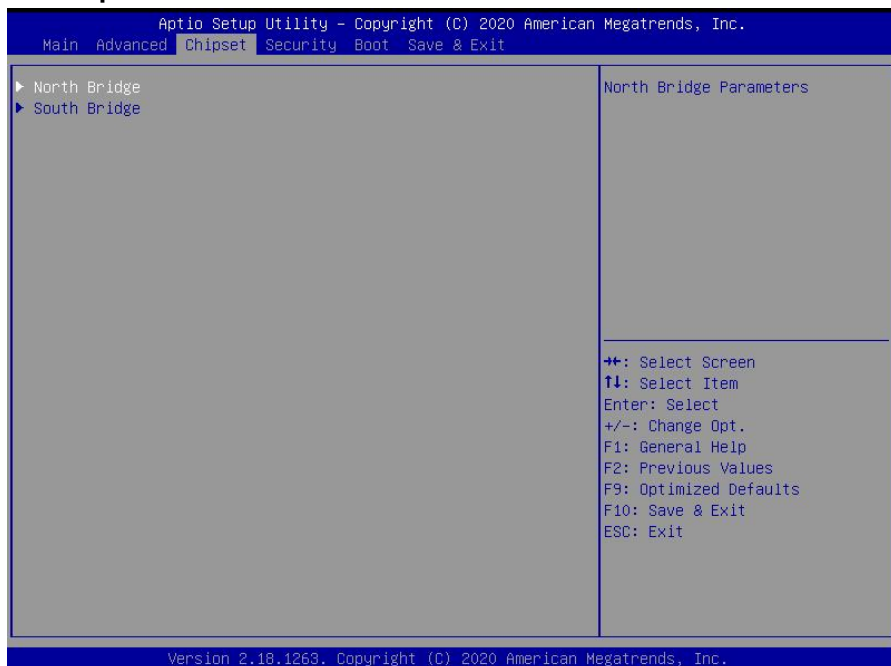 Aptio Setup Utility – Copyright (C) 2020 American Megatrends, Inc.
Main Advanced Chipset Security Boot Save & Exit
▶ North Bridge
▶ South Bridge
North Bridge Parameters
→←: Select Screen
↑↓: Select Item
Enter: Select
+/-: Change Opt.
F1: General Help
F2: Previous Values
F9: Optimized Defaults
F10: Save & Exit
ESC: Exit
Version 2.18.1263. Copyright (C) 2020 American Megatrends, Inc.